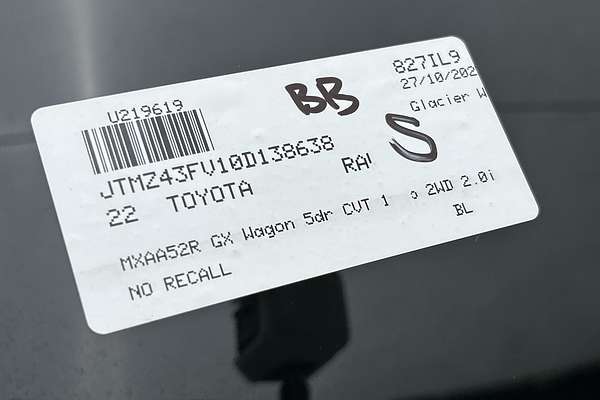 U219619 BB 827IL9
27/10/202
JTMZ43FV10D138638 S Glacier W
22 TOYOTA RAV
MXAA52R GX Wagon 5dr CVT 1 2WD 2.0i
NO RECALL BL